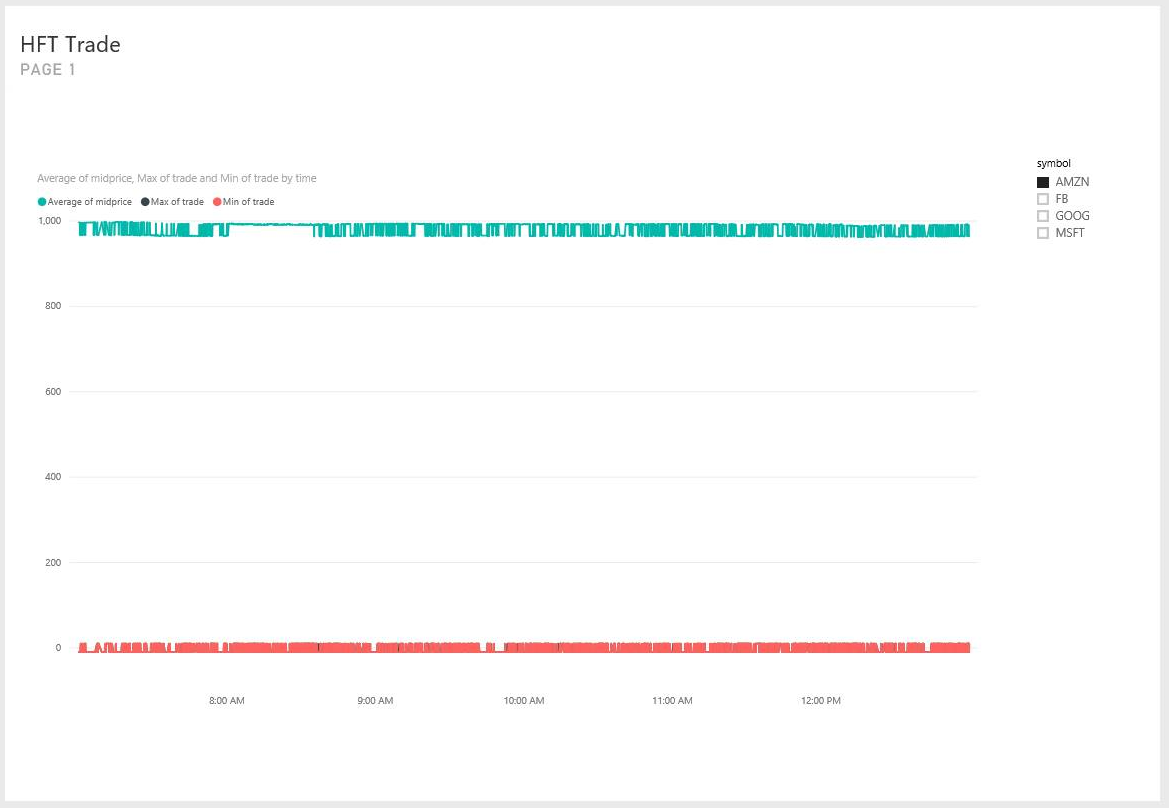 HFT Trade
PAGE 1
Average of midprice, Max of trade and Min of trade by time
Average of midprice Max of trade Min of trade
1,000
800
600
400
200
0
8:00 AM 9:00 AM 10:00 AM 11:00 AM 12:00 PM
symbol
AMZN
FB
GOOG
MSFT